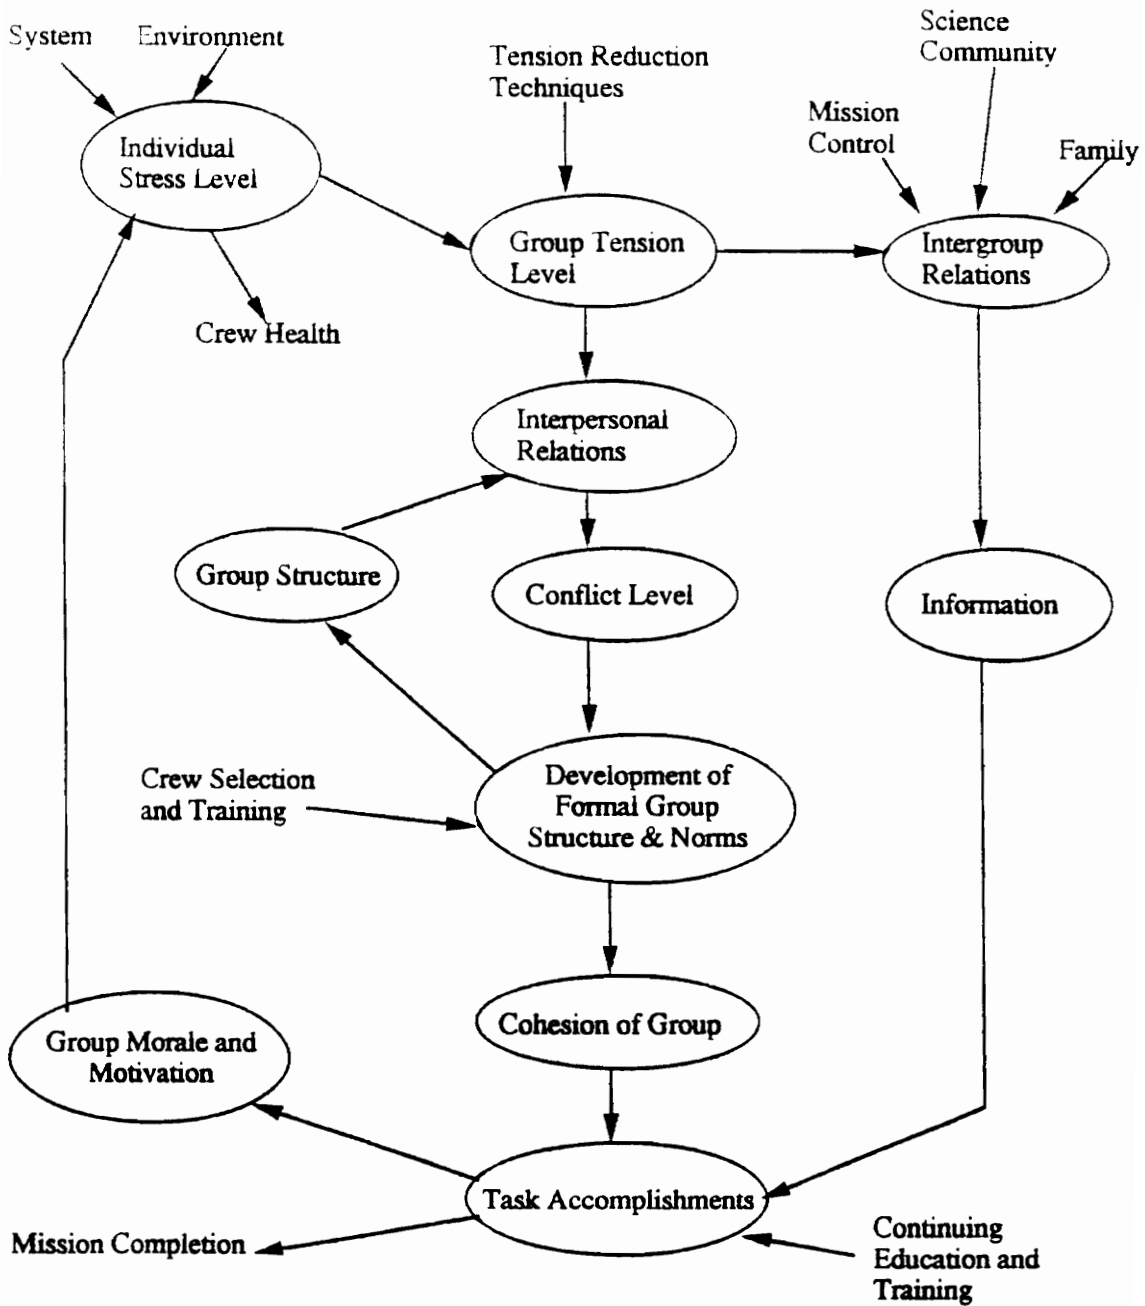 System
Environment
Tension Reduction
Techniques
Science
Community
Mission
Control
Family
Individual
Stress Level
Group Tension
Level
Intergroup
Relations
Crew Health
Interpersonal
Relations
Group Structure
Conflict Level
Information
Crew Selection
and Training
Development of
Formal Group
Structure & Norms
Cohesion of Group
Group Morale and
Motivation
Task Accomplishments
Mission Completion
Continuing
Education and
Training